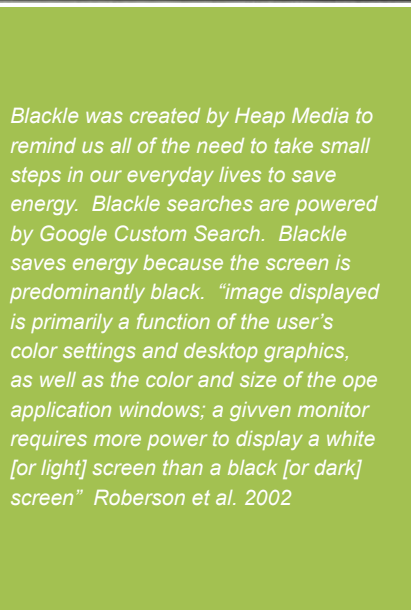 Blackle was created by Heap Media to
remind us all of the need to take small
steps in our everyday lives to save
energy.  Blackle searches are powered
by Google Custom Search.  Blackle
saves energy because the screen is
predominantly black.  “image displayed
is primarily a function of the user’s
color settings and desktop graphics,
as well as the color and size of the ope
application windows; a givven monitor
requires more power to display a white
[or light] screen than a black [or dark]
screen”  Roberson et al. 2002